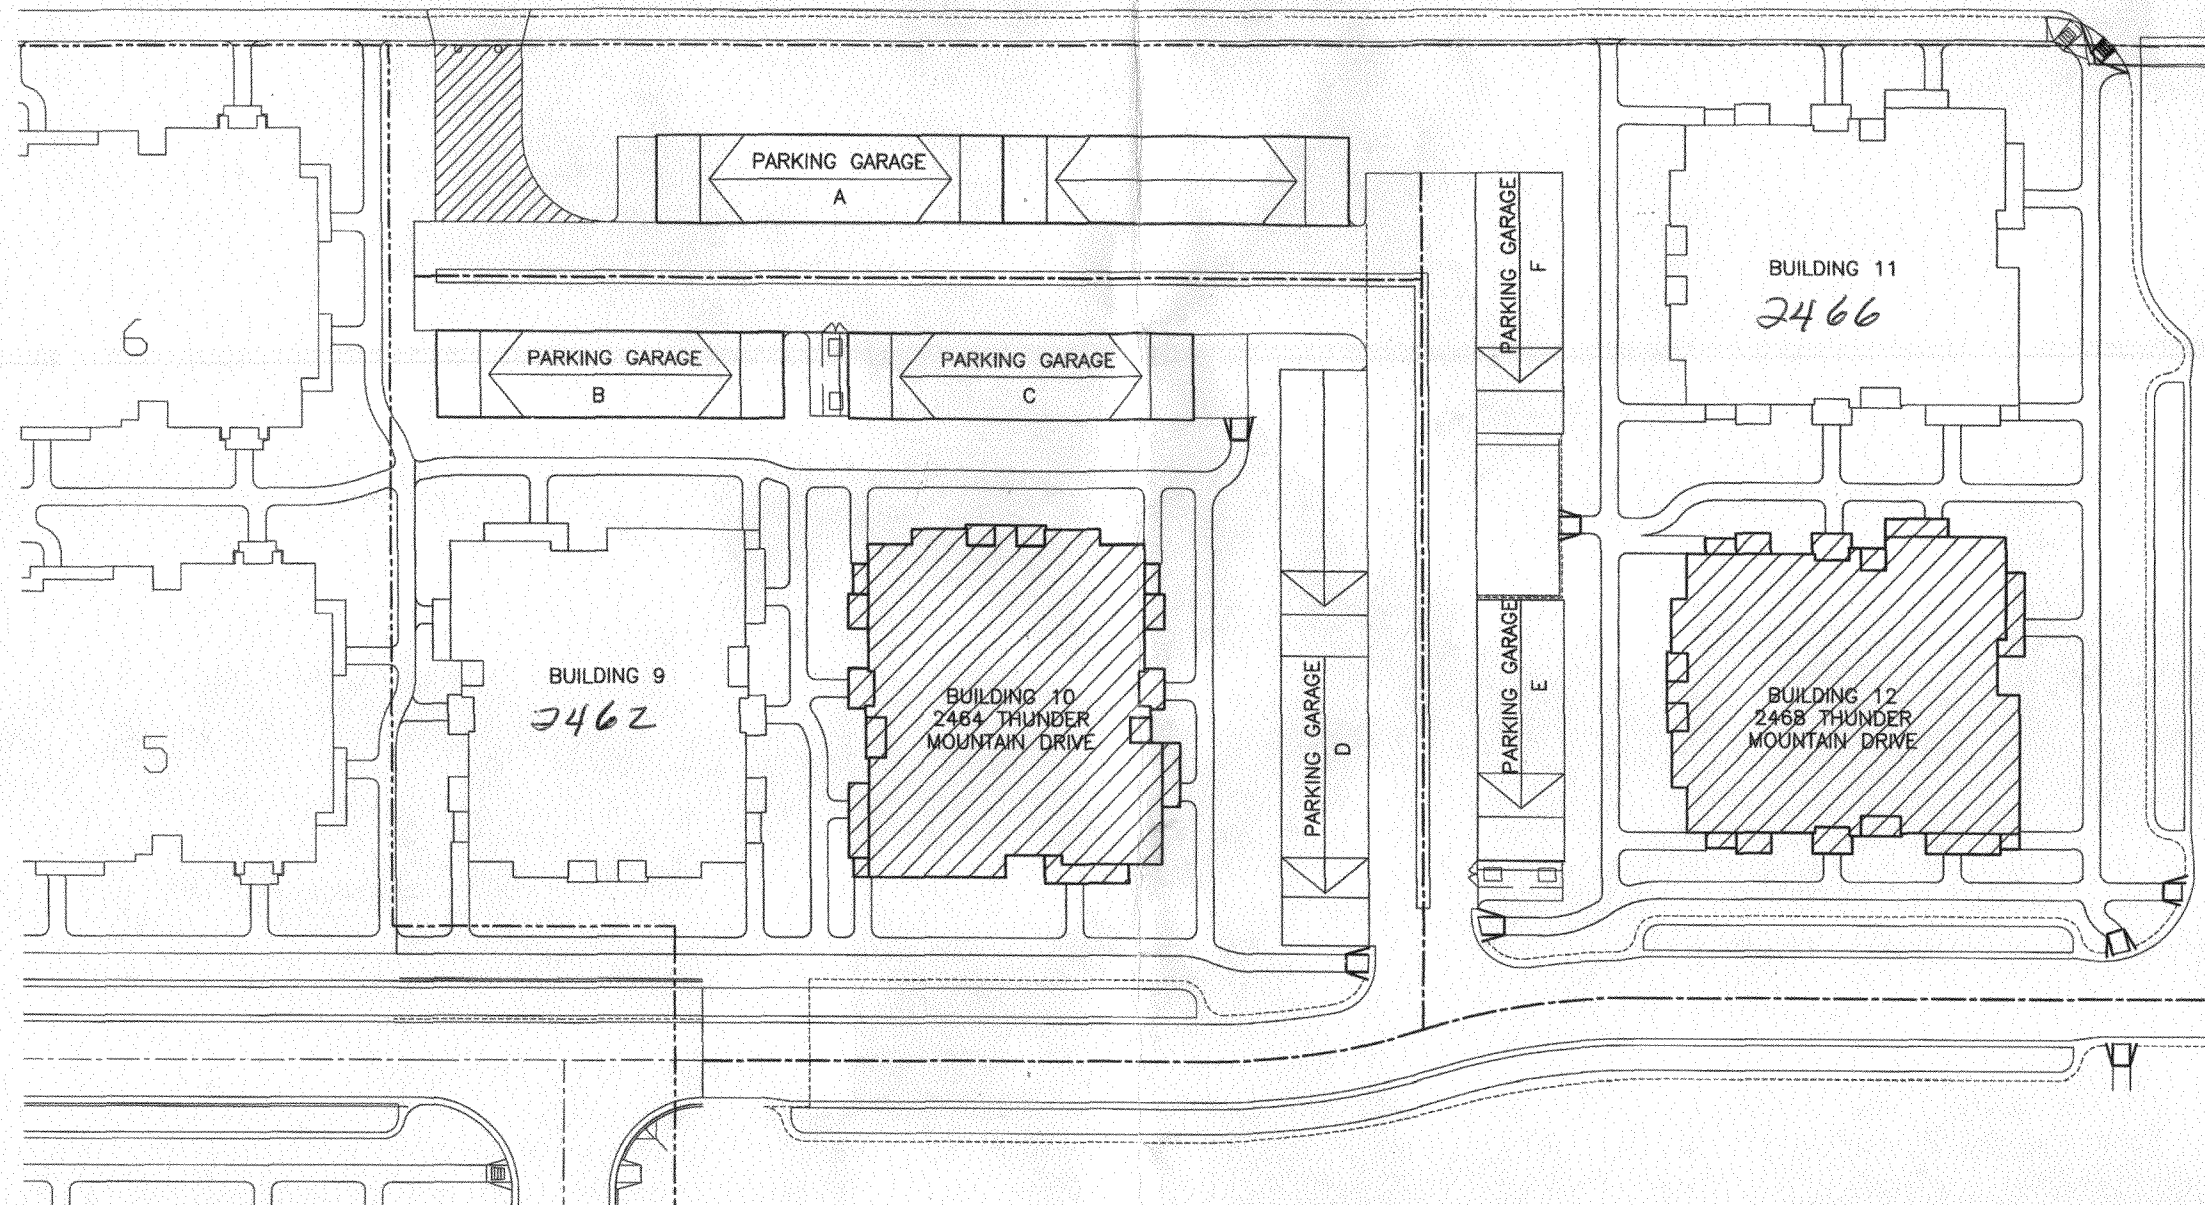 PARKING GARAGE
A
PARKING GARAGE
F
BUILDING 11
2466
6
PARKING GARAGE
B
PARKING GARAGE
C
BUILDING 9
2462
BUILDING 10
2464 THUNDER
MOUNTAIN DRIVE
PARKING GARAGE
D
PARKING GARAGE
E
BUILDING 12
2468 THUNDER
MOUNTAIN DRIVE
5